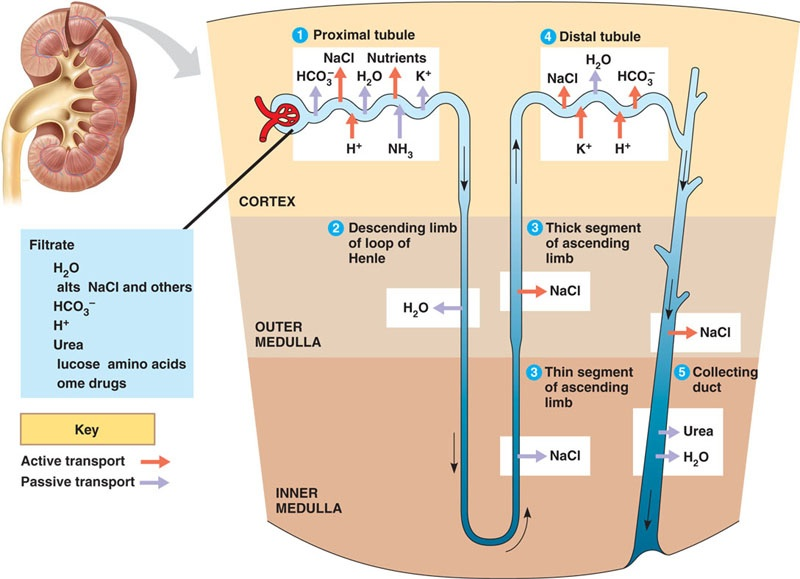 1 Proximal tubule
NaCl Nutrients
HCO₃⁻ H₂O K⁺
H⁺ NH₃
4 Distal tubule
H₂O
NaCl HCO₃⁻
K⁺ H⁺
CORTEX
2 Descending limb
of loop of
Henle
3 Thick segment
of ascending
limb
NaCl
H₂O
OUTER
MEDULLA
NaCl
3 Thin segment
of ascending
limb
5 Collecting
duct
NaCl
Urea
H₂O
INNER
MEDULLA
Filtrate
H₂O
alts NaCl and others
HCO₃⁻
H⁺
Urea
lucose amino acids
ome drugs
Key
Active transport
Passive transport